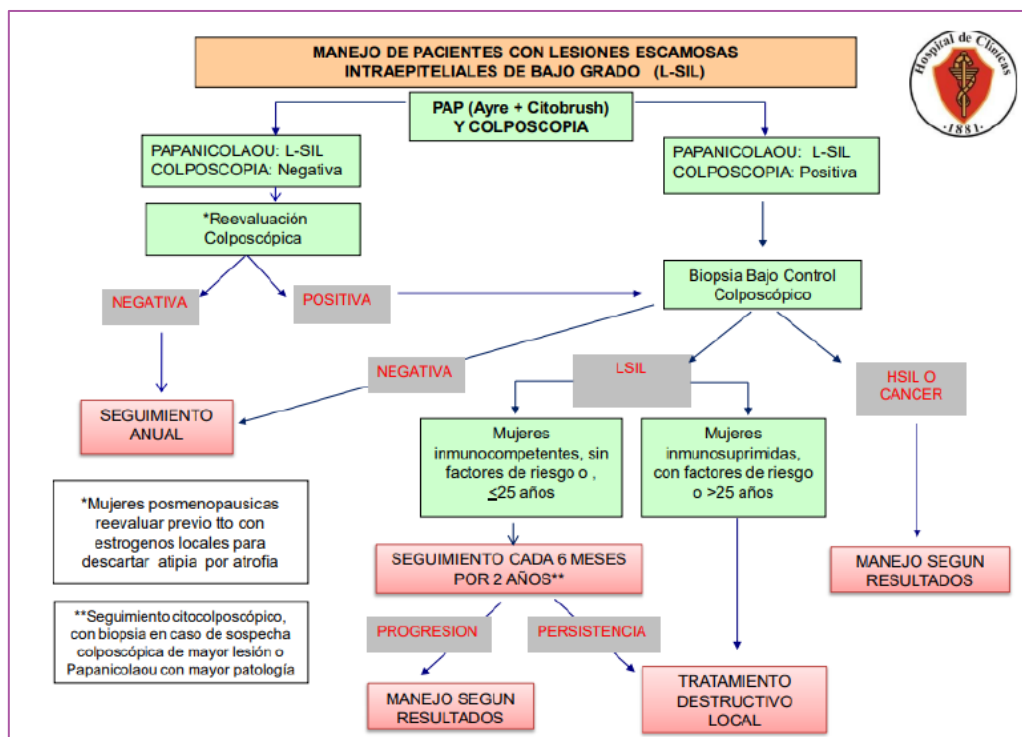 MANEJO DE PACIENTES CON LESIONES ESCAMOSAS
INTRAEPITELIALES DE BAJO GRADO (L-SIL)
Hospital de Clínicas
·1881·
PAP (Ayre + Citobrush)
Y COLPOSCOPIA
PAPANICOLAOU: L-SIL
COLPOSCOPIA: Negativa
PAPANICOLAOU: L-SIL
COLPOSCOPIA: Positiva
*Reevaluación
Colposcópica
Biopsia Bajo Control
Colposcópico
NEGATIVA
POSITIVA
NEGATIVA
LSIL
HSIL O
CANCER
SEGUIMIENTO
ANUAL
Mujeres
inmunocompetentes, sin
factores de riesgo o ,
≤25 años
Mujeres
inmunosuprimidas,
con factores de riesgo
o >25 años
*Mujeres posmenopausicas
reevaluar previo tto con
estrogenos locales para
descartar atipia por atrofia
SEGUIMIENTO CADA 6 MESES
POR 2 AÑOS**
MANEJO SEGUN
RESULTADOS
**Seguimiento citocolposcópico,
con biopsia en caso de sospecha
colposcópica de mayor lesión o
Papanicolaou con mayor patología
PROGRESION
PERSISTENCIA
MANEJO SEGUN
RESULTADOS
TRATAMIENTO
DESTRUCTIVO
LOCAL